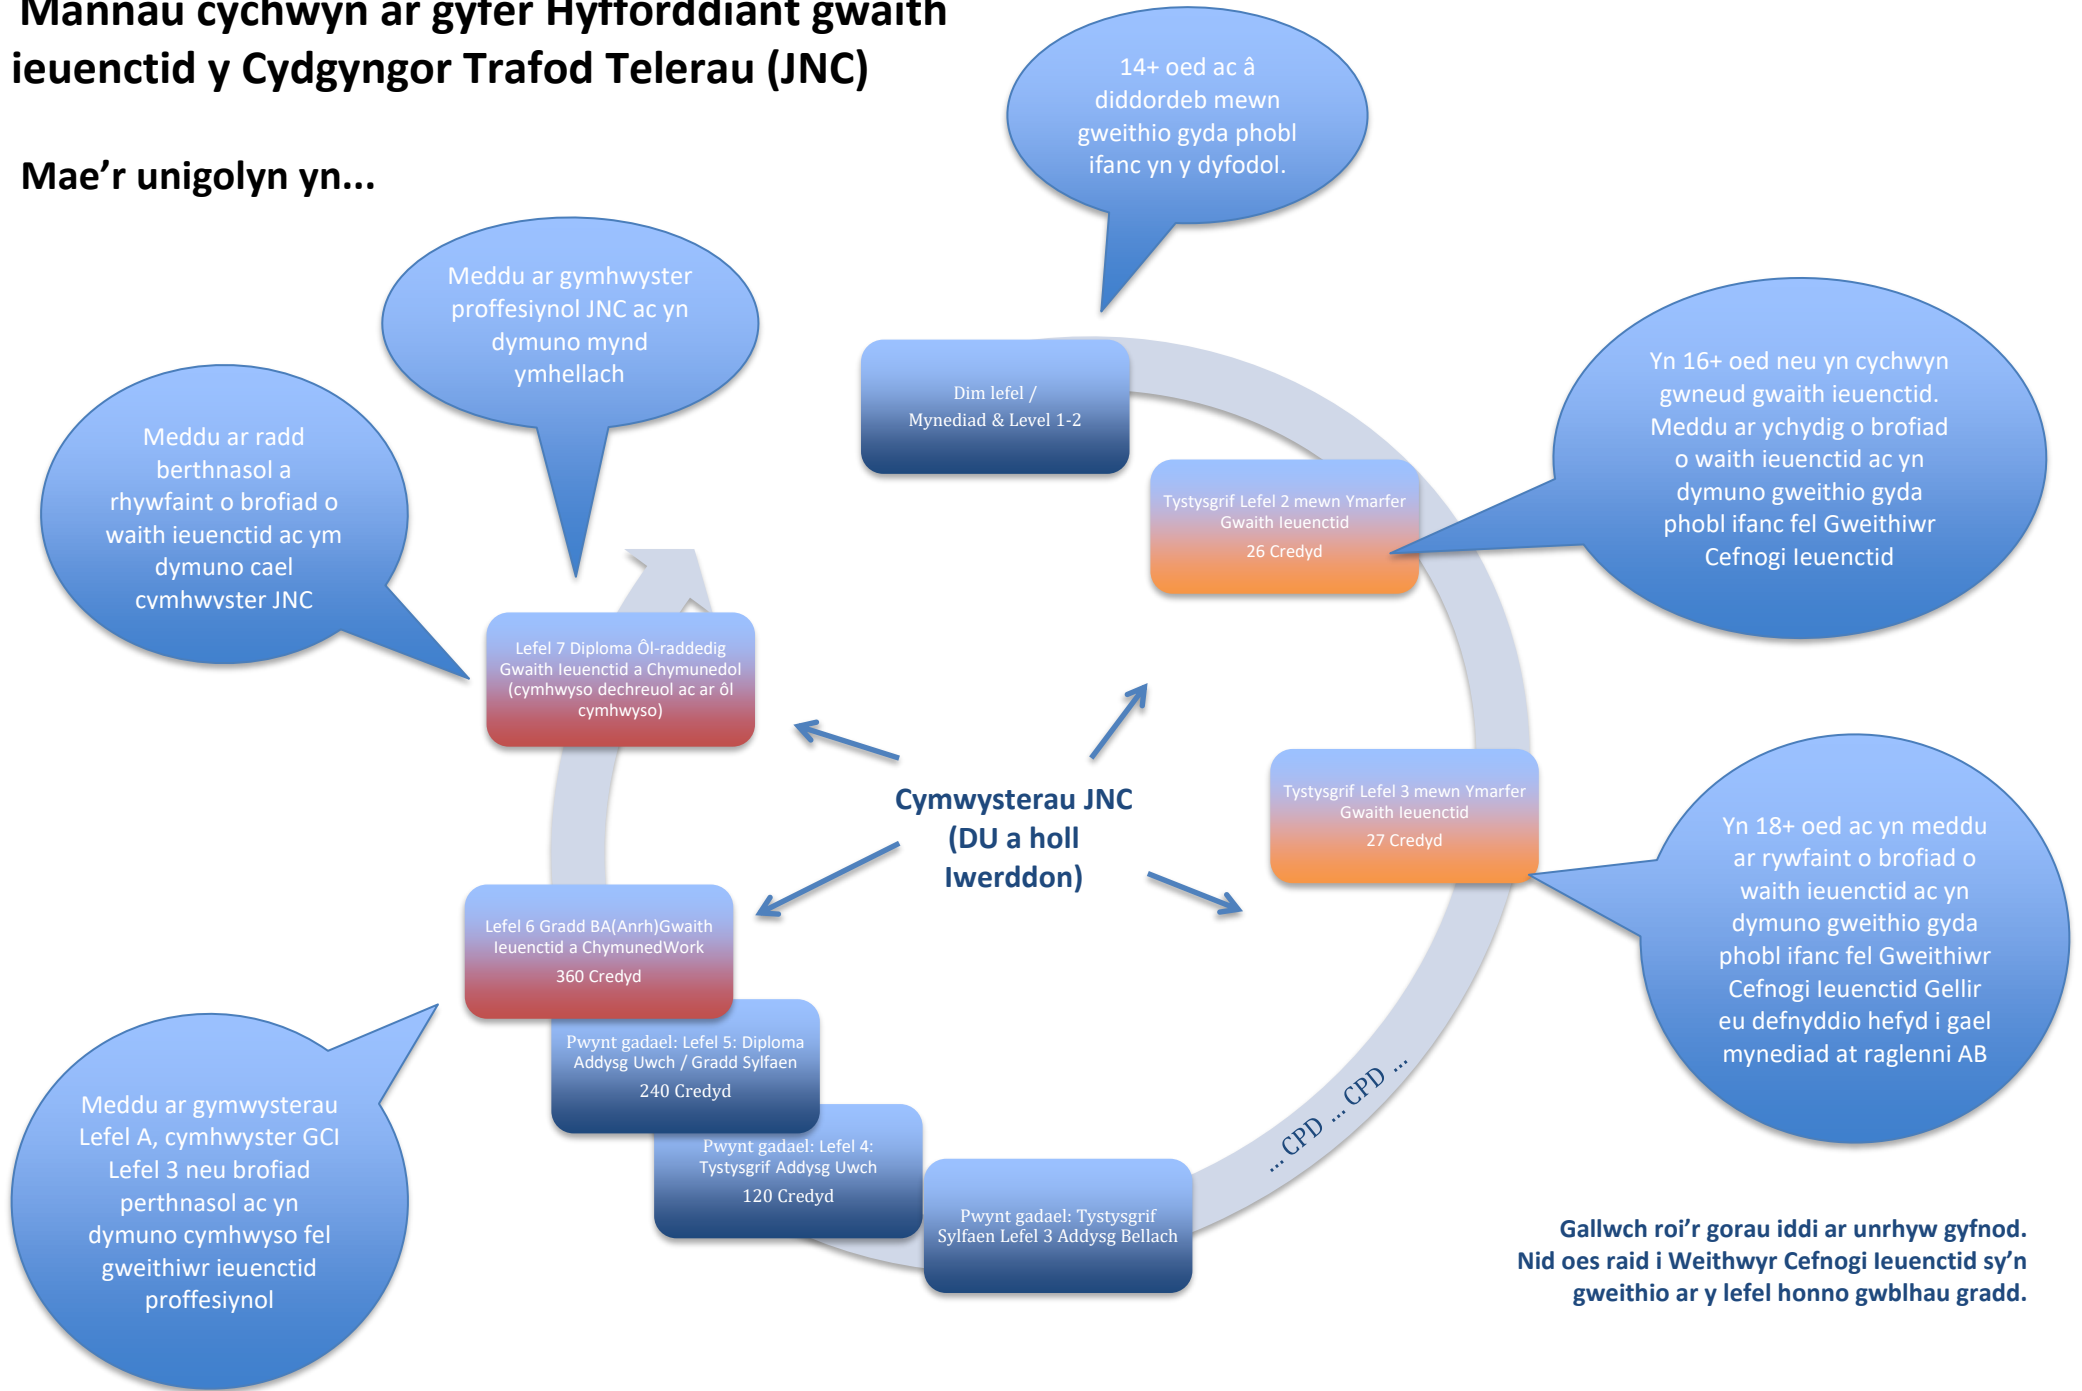 Mannau cychwyn ar gyfer Hyfforddiant gwaith
ieuenctid y Cydgyngor Trafod Telerau (JNC)
Mae'r unigolyn yn...
14+ oed ac â
diddordeb mewn
gweithio gyda phobl
ifanc yn y dyfodol.
Meddu ar gymhwyster
proffesiynol JNC ac yn
dymuno mynd
ymhellach
Meddu ar radd
berthnasol a
rhywfaint o brofiad o
waith ieuenctid ac ym
dymuno cael
cymhwyster JNC
Dim lefel /
Mynediad & Level 1-2
Yn 16+ oed neu yn cychwyn
gwneud gwaith ieuenctid.
Meddu ar ychydig o brofiad
o waith ieuenctid ac yn
dymuno gweithio gyda
phobl ifanc fel Gweithiwr
Cefnogi Ieuenctid
Tystysgrif Lefel 2 mewn Ymarfer
Gwaith Ieuenctid
26 Credyd
Lefel 7 Diploma Ôl-raddedig
Gwaith Ieuenctid a Chymunedol
(cymhwyso dechreuol ac ar ôl
cymhwyso)
Cymwysterau JNC
(DU a holl
Iwerddon)
Tystysgrif Lefel 3 mewn Ymarfer
Gwaith Ieuenctid
27 Credyd
Yn 18+ oed ac yn meddu
ar rywfaint o brofiad o
waith ieuenctid ac yn
dymuno gweithio gyda
phobl ifanc fel Gweithiwr
Cefnogi Ieuenctid Gellir
eu defnyddio hefyd i gael
mynediad at raglenni AB
Lefel 6 Gradd BA(Anrh)Gwaith
Ieuenctid a ChymunedWork
360 Credyd
Pwynt gadael: Lefel 5: Diploma
Addysg Uwch / Gradd Sylfaen
240 Credyd
Pwynt gadael: Lefel 4:
Tystysgrif Addysg Uwch
120 Credyd
Pwynt gadael: Tystysgrif
Sylfaen Lefel 3 Addysg Bellach
... CPD ... CPD ...
Meddu ar gymwysterau
Lefel A, cymhwyster GCI
Lefel 3 neu brofiad
perthnasol ac yn
dymuno cymhwyso fel
gweithiwr ieuenctid
proffesiynol
Gallwch roi'r gorau iddi ar unrhyw gyfnod.
Nid oes raid i Weithwyr Cefnogi Ieuenctid sy'n
gweithio ar y lefel honno gwblhau gradd.